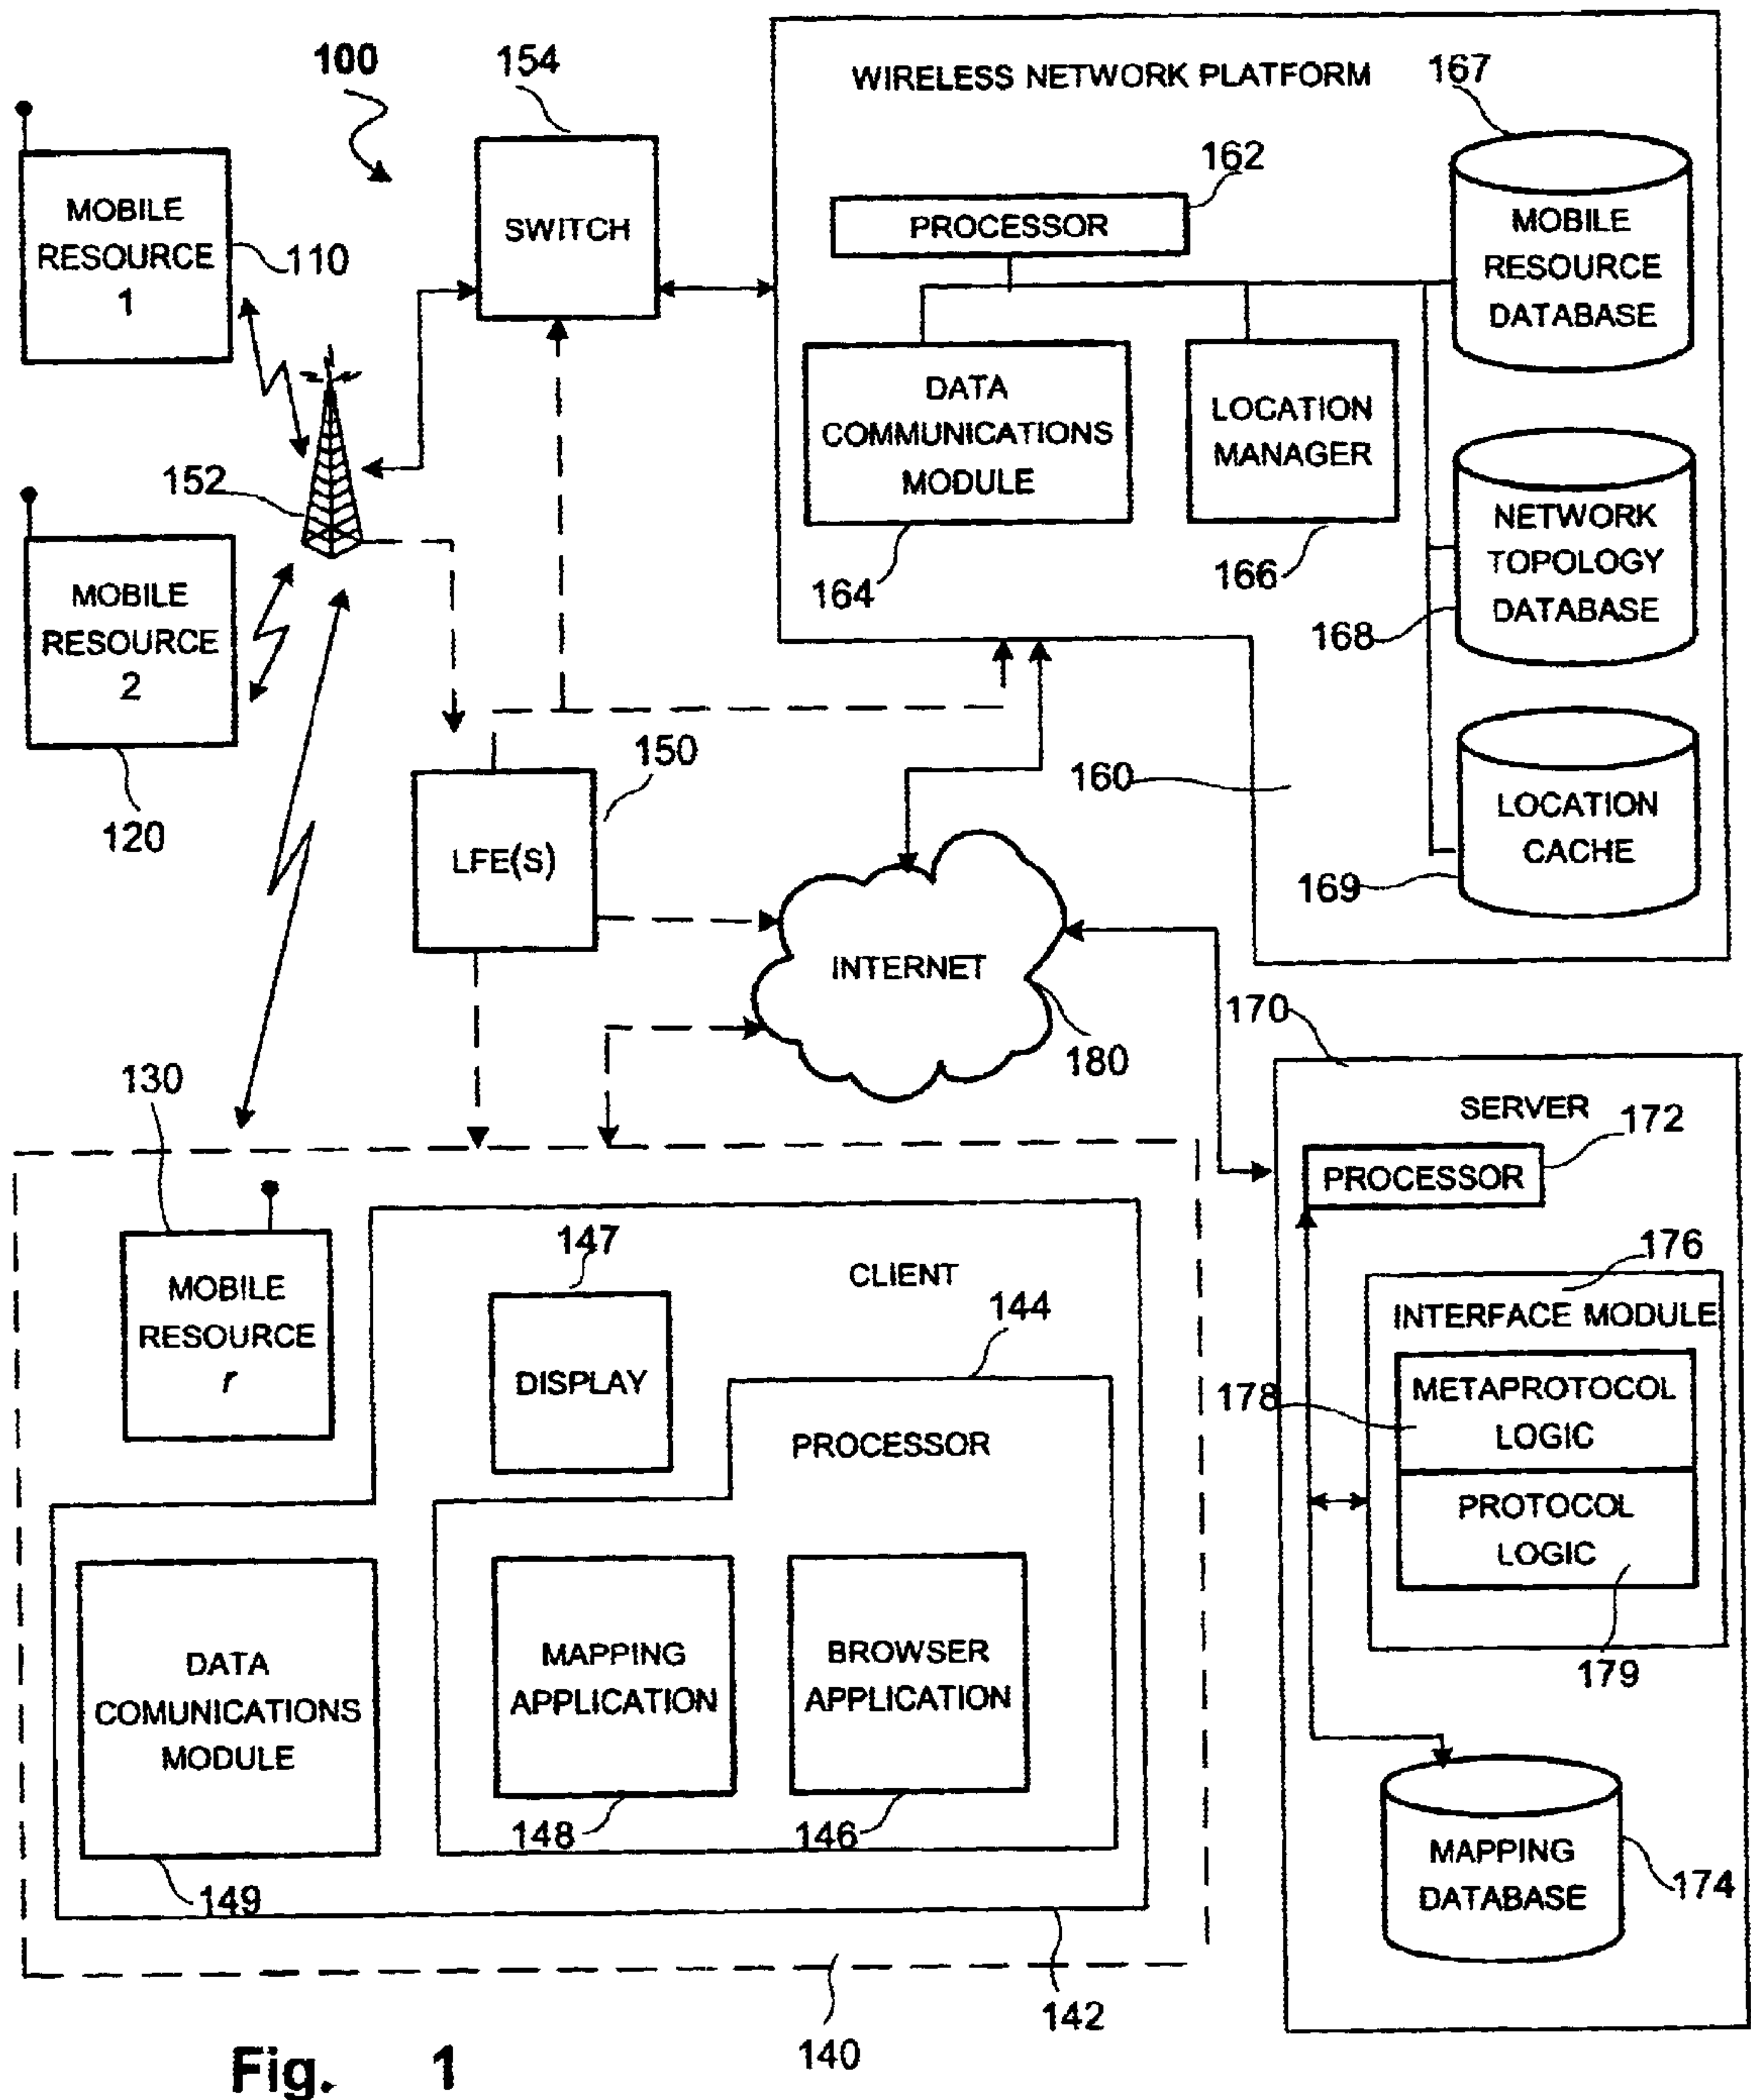 100
154
WIRELESS NETWORK PLATFORM
167
162
MOBILE
RESOURCE
1
110
SWITCH
PROCESSOR
MOBILE
RESOURCE
DATABASE
DATA
COMMUNICATIONS
MODULE
LOCATION
MANAGER
152
164
166
NETWORK
TOPOLOGY
DATABASE
168
MOBILE
RESOURCE
2
120
150
LFE(S)
160
LOCATION
CACHE
169
INTERNET
180
170
SERVER
172
PROCESSOR
130
MOBILE
RESOURCE
r
147
CLIENT
144
DISPLAY
PROCESSOR
176
INTERFACE MODULE
178
METAPROTOCOL
LOGIC
PROTOCOL
LOGIC
179
DATA
COMUNICATIONS
MODULE
MAPPING
APPLICATION
BROWSER
APPLICATION
149
148
146
MAPPING
DATABASE
174
142
140
Fig. 1